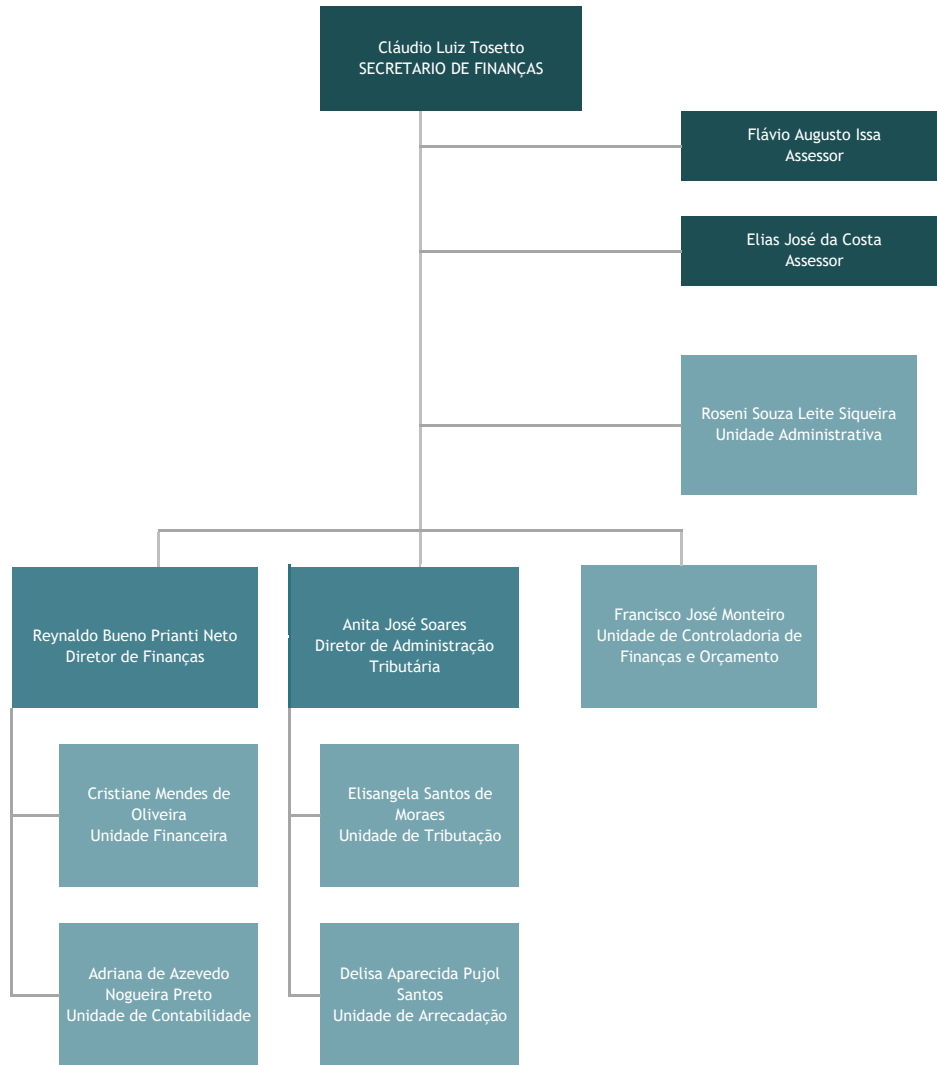 Cláudio Luiz Tosetto
SECRETARIO DE FINANÇAS
Flávio Augusto Issa
Assessor
Elias José da Costa
Assessor
Roseni Souza Leite Siqueira
Unidade Administrativa
Reynaldo Bueno Prianti Neto
Diretor de Finanças
Anita José Soares
Diretor de Administração
Tributária
Francisco José Monteiro
Unidade de Controladoria de
Finanças e Orçamento
Cristiane Mendes de
Oliveira
Unidade Financeira
Elisangela Santos de
Moraes
Unidade de Tributação
Adriana de Azevedo
Nogueira Preto
Unidade de Contabilidade
Delisa Aparecida Pujol
Santos
Unidade de Arrecadação